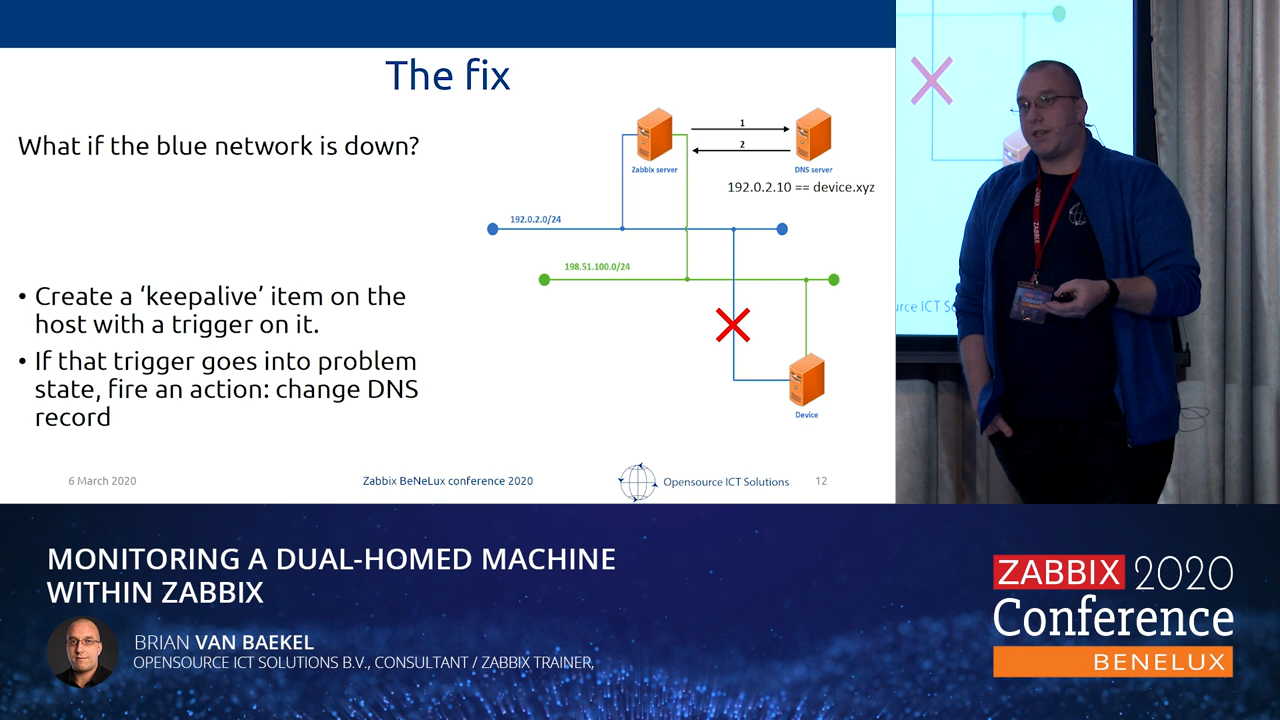 The fix
What if the blue network is down?
• Create a ‘keepalive’ item on the
host with a trigger on it.
• If that trigger goes into problem
state, fire an action: change DNS
record
1
2
Zabbix server
DNS server
192.0.2.10 == device.xyz
192.0.2.0/24
198.51.100.0/24
Device
6 March 2020
Zabbix BeNeLux conference 2020
Opensource ICT Solutions
12
urce ICT So
ZABBIX
MONITORING A DUAL-HOMED MACHINE
WITHIN ZABBIX
BRIAN VAN BAEKEL
OPENSOURCE ICT SOLUTIONS B.V., CONSULTANT / ZABBIX TRAINER,
ZABBIX 2020
Conference
BENELUX